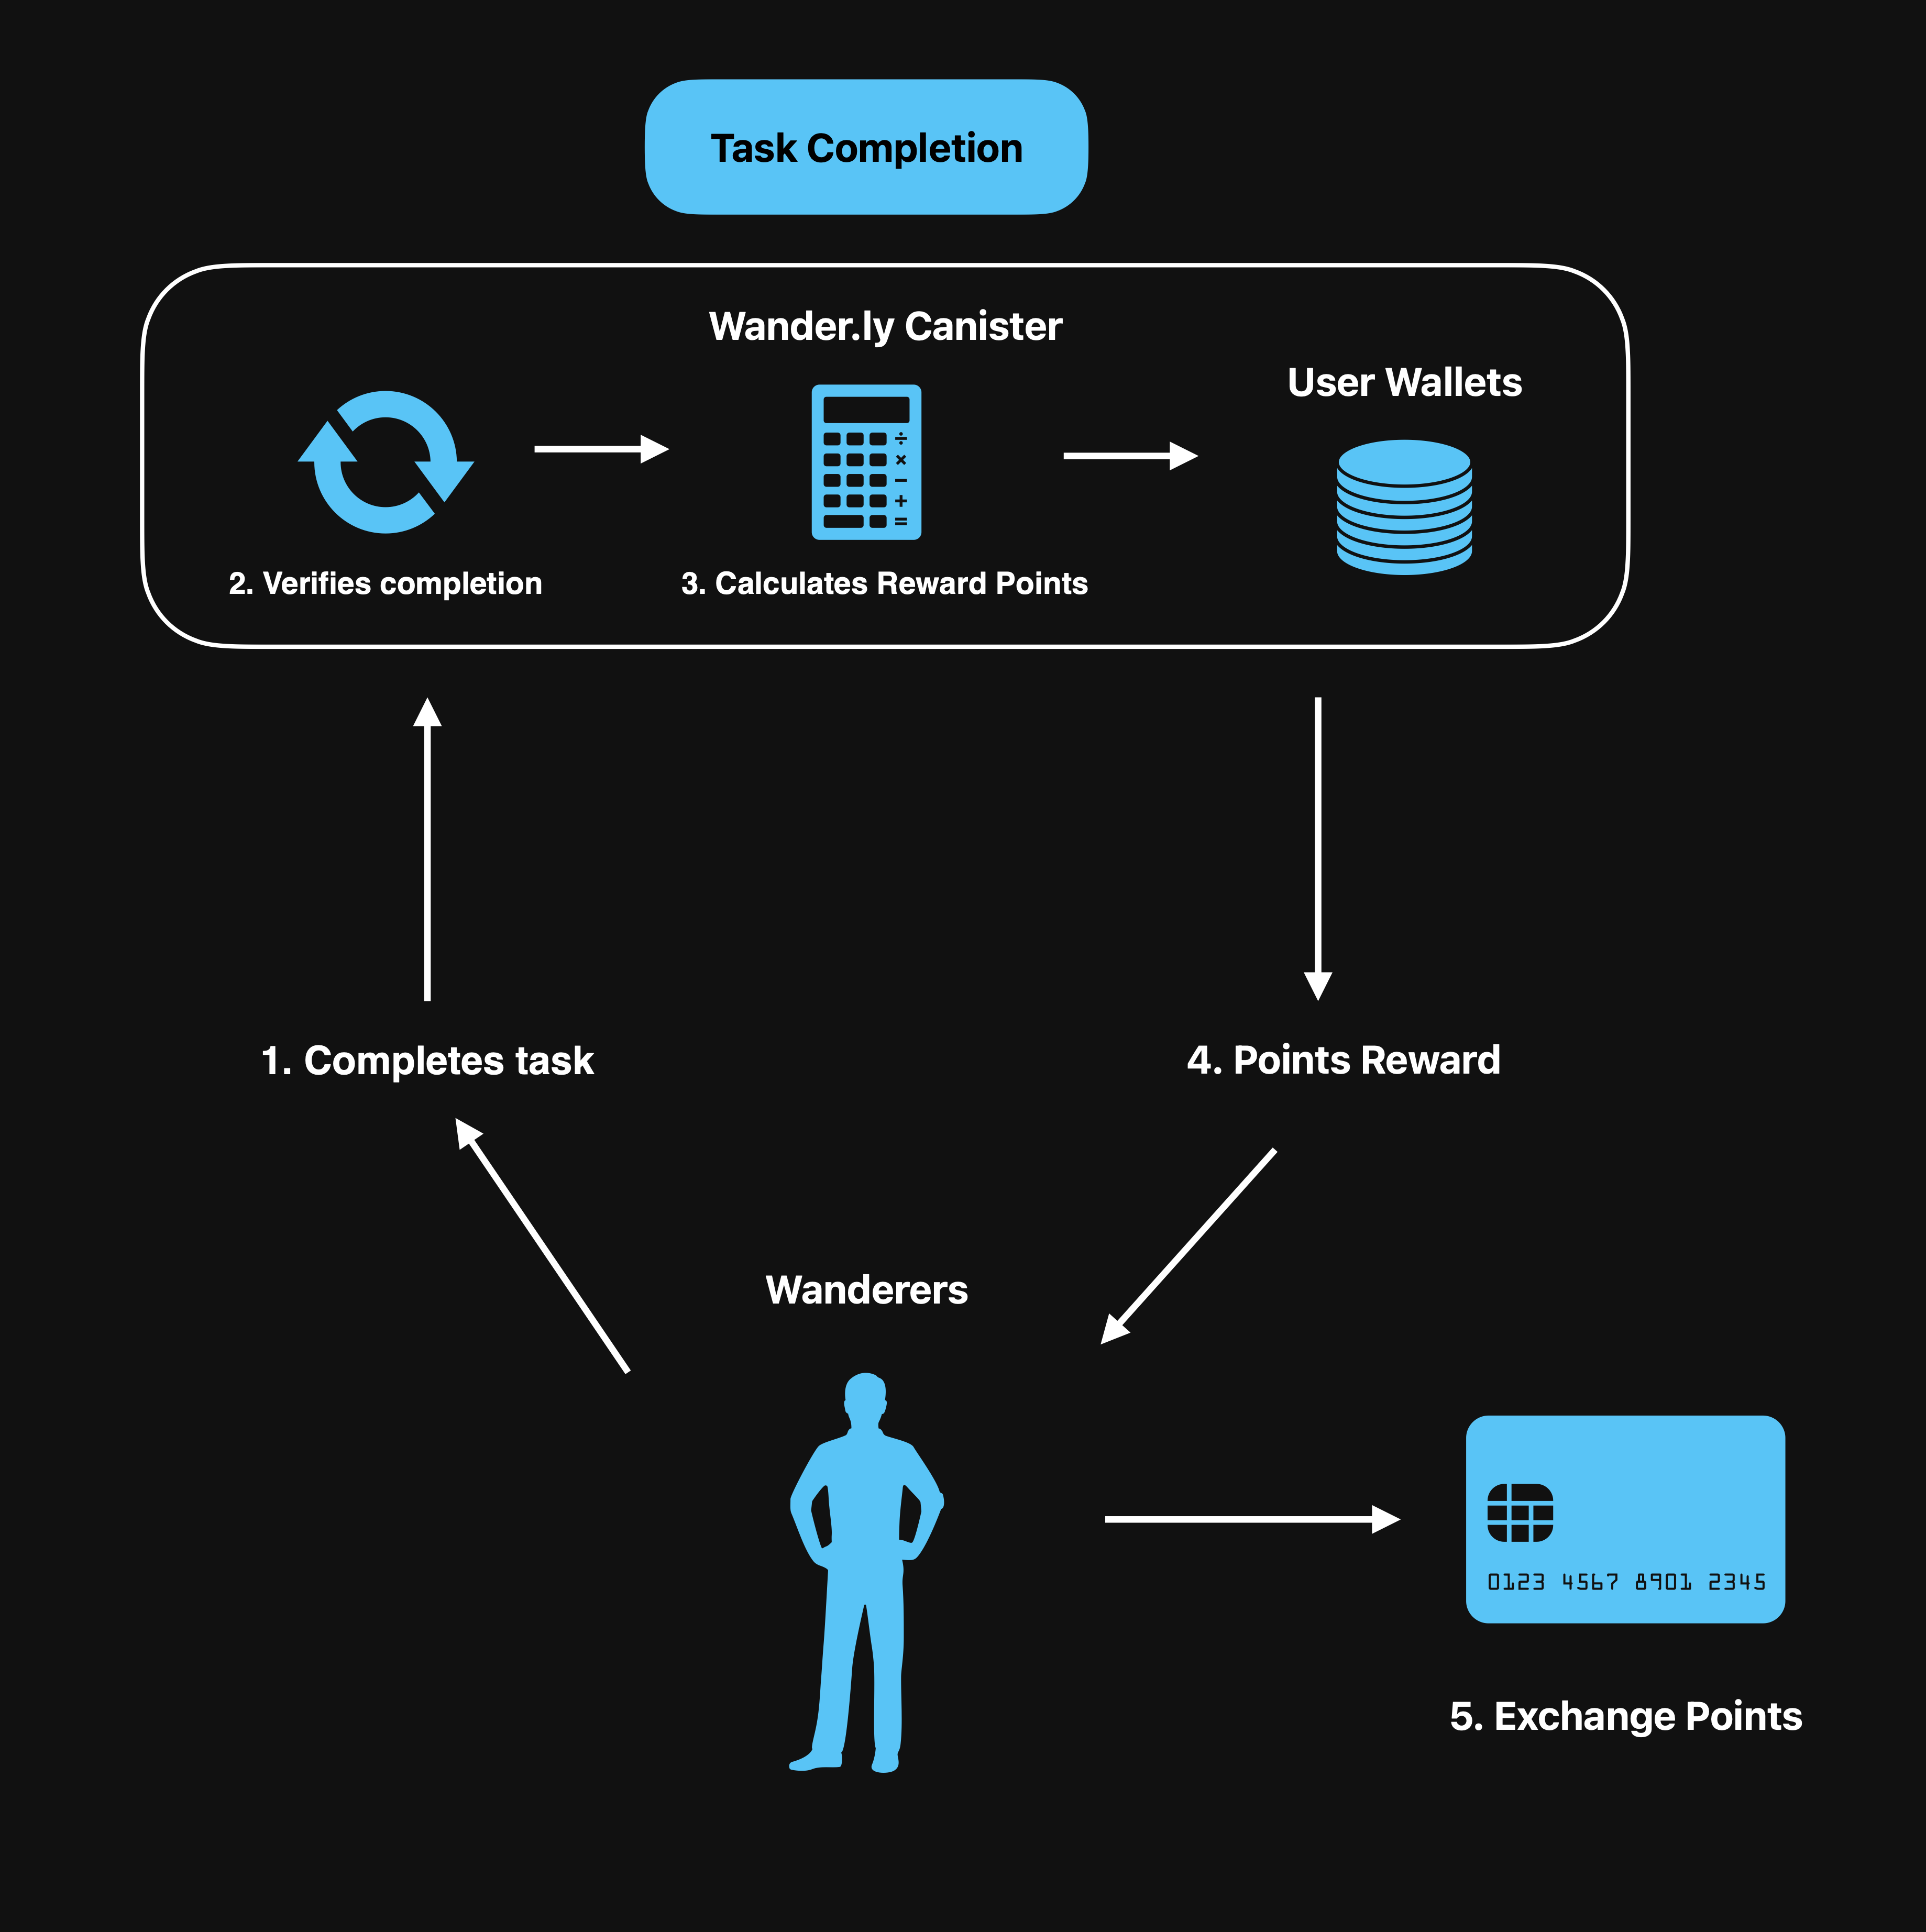 Task Completion
Wander.ly Canister
User Wallets
÷
×
−
+
=
2. Verifies completion
3. Calculates Reward Points
1. Completes task
4. Points Reward
Wanderers
0123 4567 8901 2345
5. Exchange Points